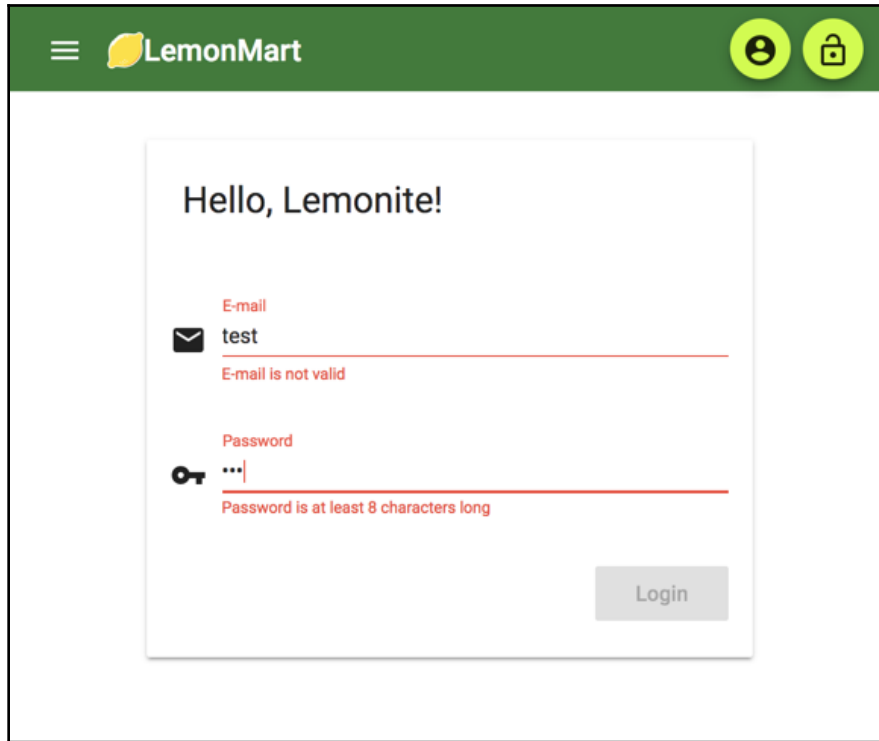 LemonMart
Hello, Lemonite!
E-mail
test
E-mail is not valid
Password
•••
Password is at least 8 characters long
Login